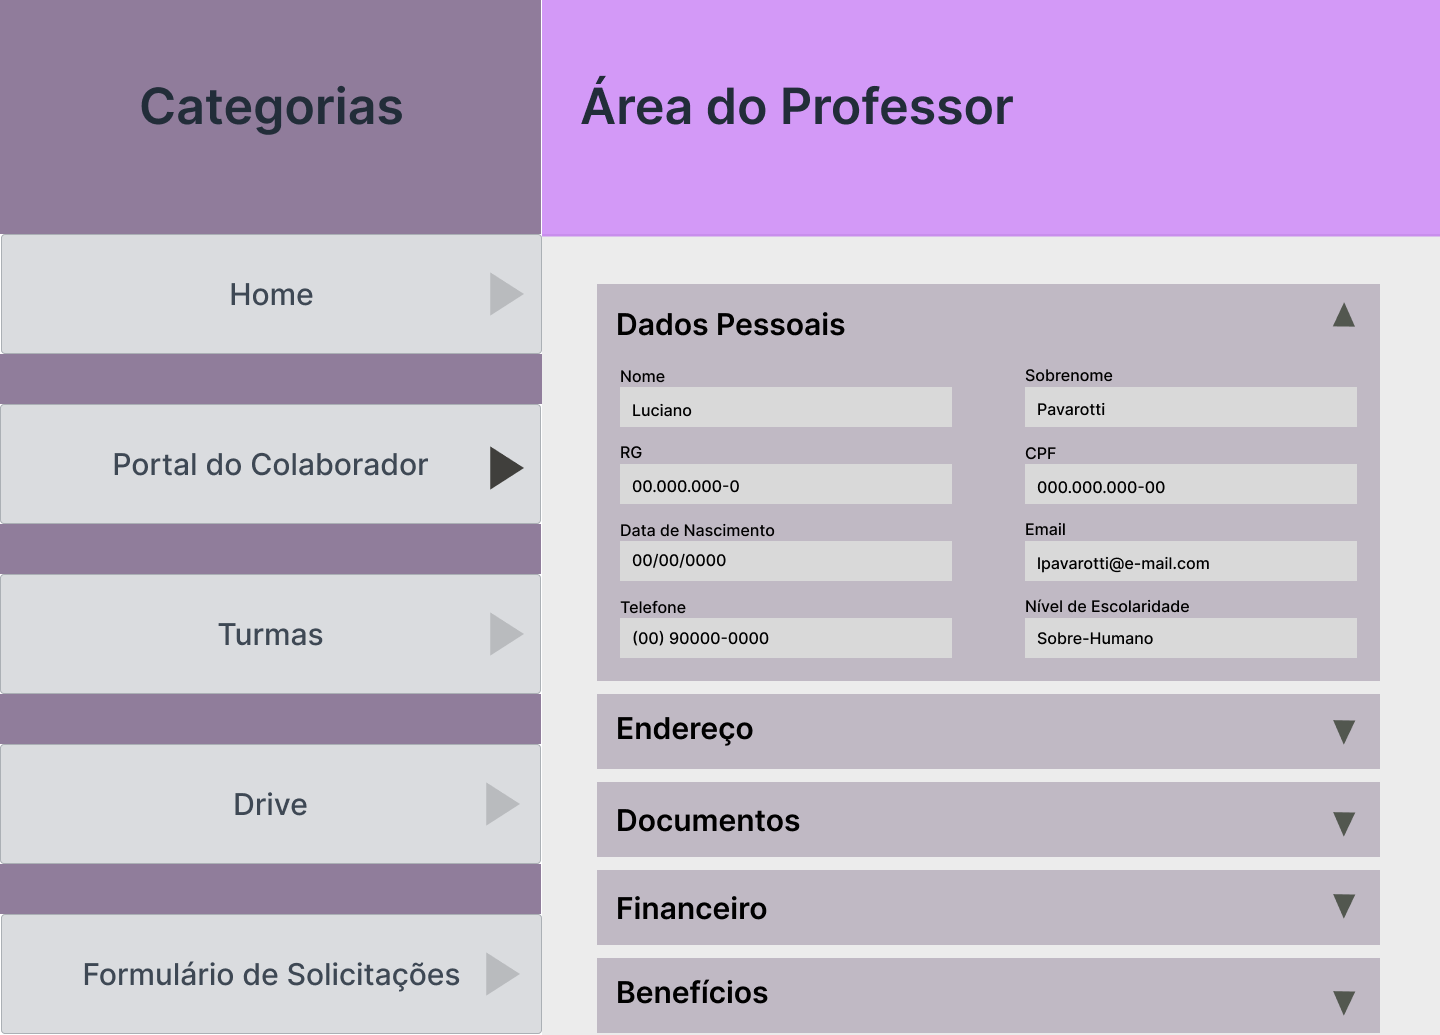 Categorias
Home
Portal do Colaborador
Turmas
Drive
Formulário de Solicitações
Área do Professor
Dados Pessoais
Nome
Luciano
Sobrenome
Pavarotti
RG
00.000.000-0
CPF
000.000.000-00
Data de Nascimento
00/00/0000
Email
lpavarotti@e-mail.com
Telefone
(00) 90000-0000
Nível de Escolaridade
Sobre-Humano
Endereço
Documentos
Financeiro
Benefícios